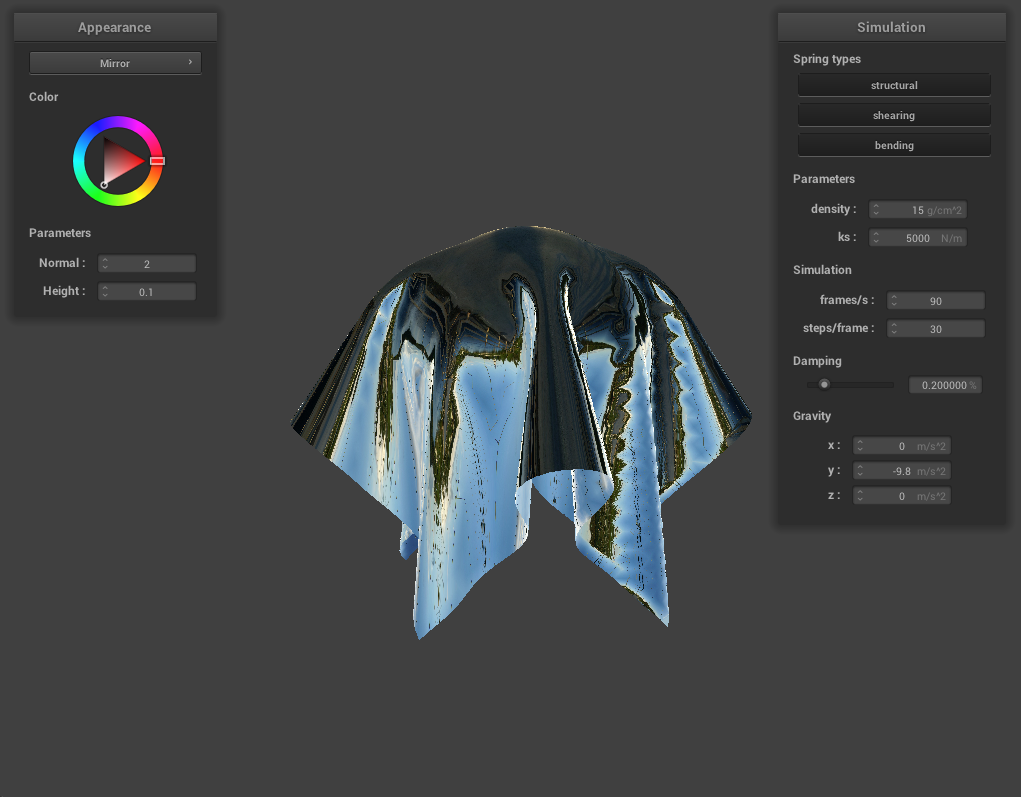 Appearance
Mirror
Color
Parameters
Normal : 2
Height : 0.1
Simulation
Spring types
structural
shearing
bending
Parameters
density : 15 g/cm^2
ks : 5000 N/m
Simulation
frames/s : 90
steps/frame : 30
Damping
0.200000 %
Gravity
x : 0 m/s^2
y : -9.8 m/s^2
z : 0 m/s^2